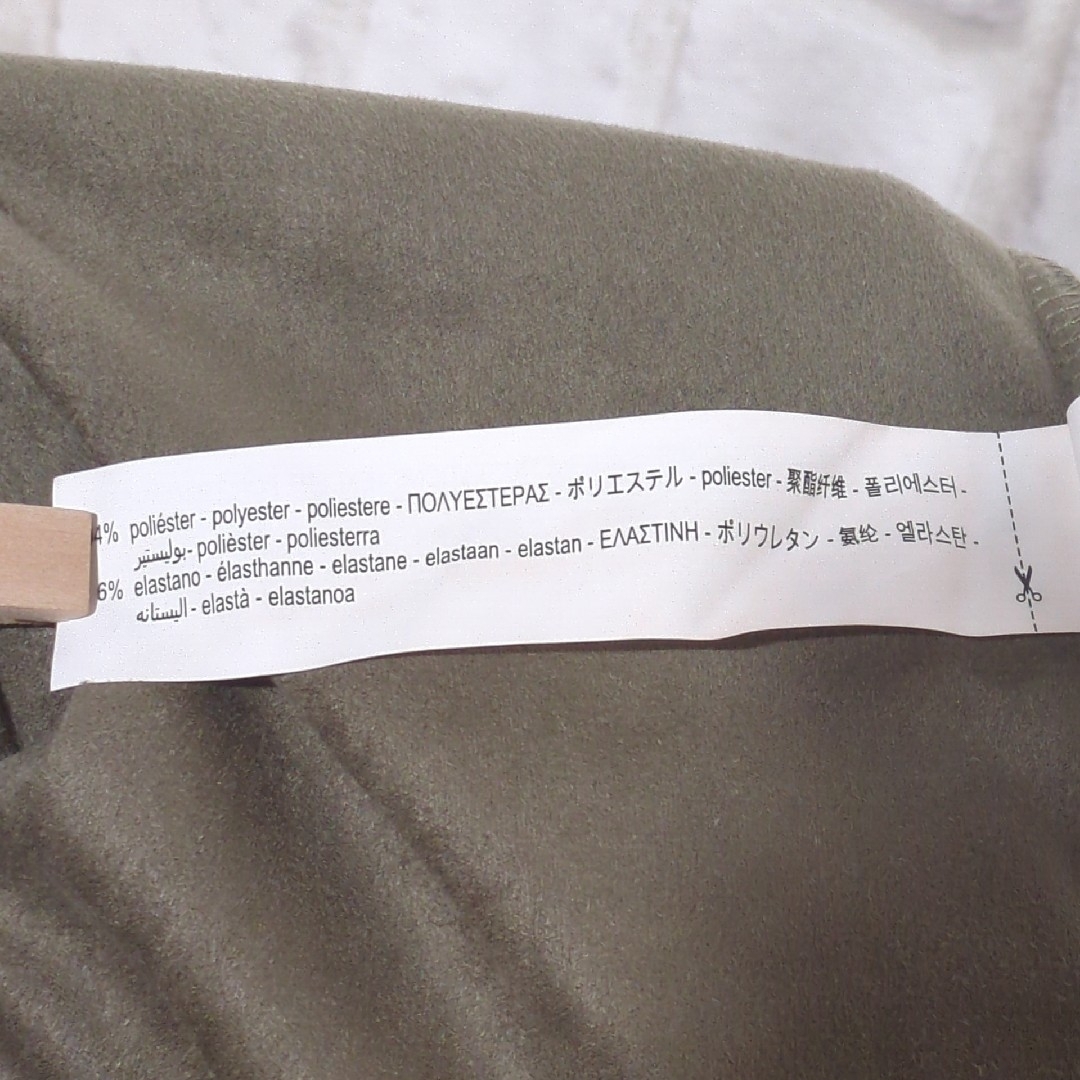 4% poliéster - polyester - poliestere - ΠΟΛΥΕΣΤΕΡΑΣ - ポリエステル - poliester - 聚酯纤维 - 폴리에스터 -
بوليستير - polièster - poliesterra
6% elastano - élasthanne - elastane - elastaan - elastan - ΕΛΑΣΤΙΝΗ - ポリウレタン - 氨纶 - 엘라스탄 -
اليستانه - elastà - elastanoa